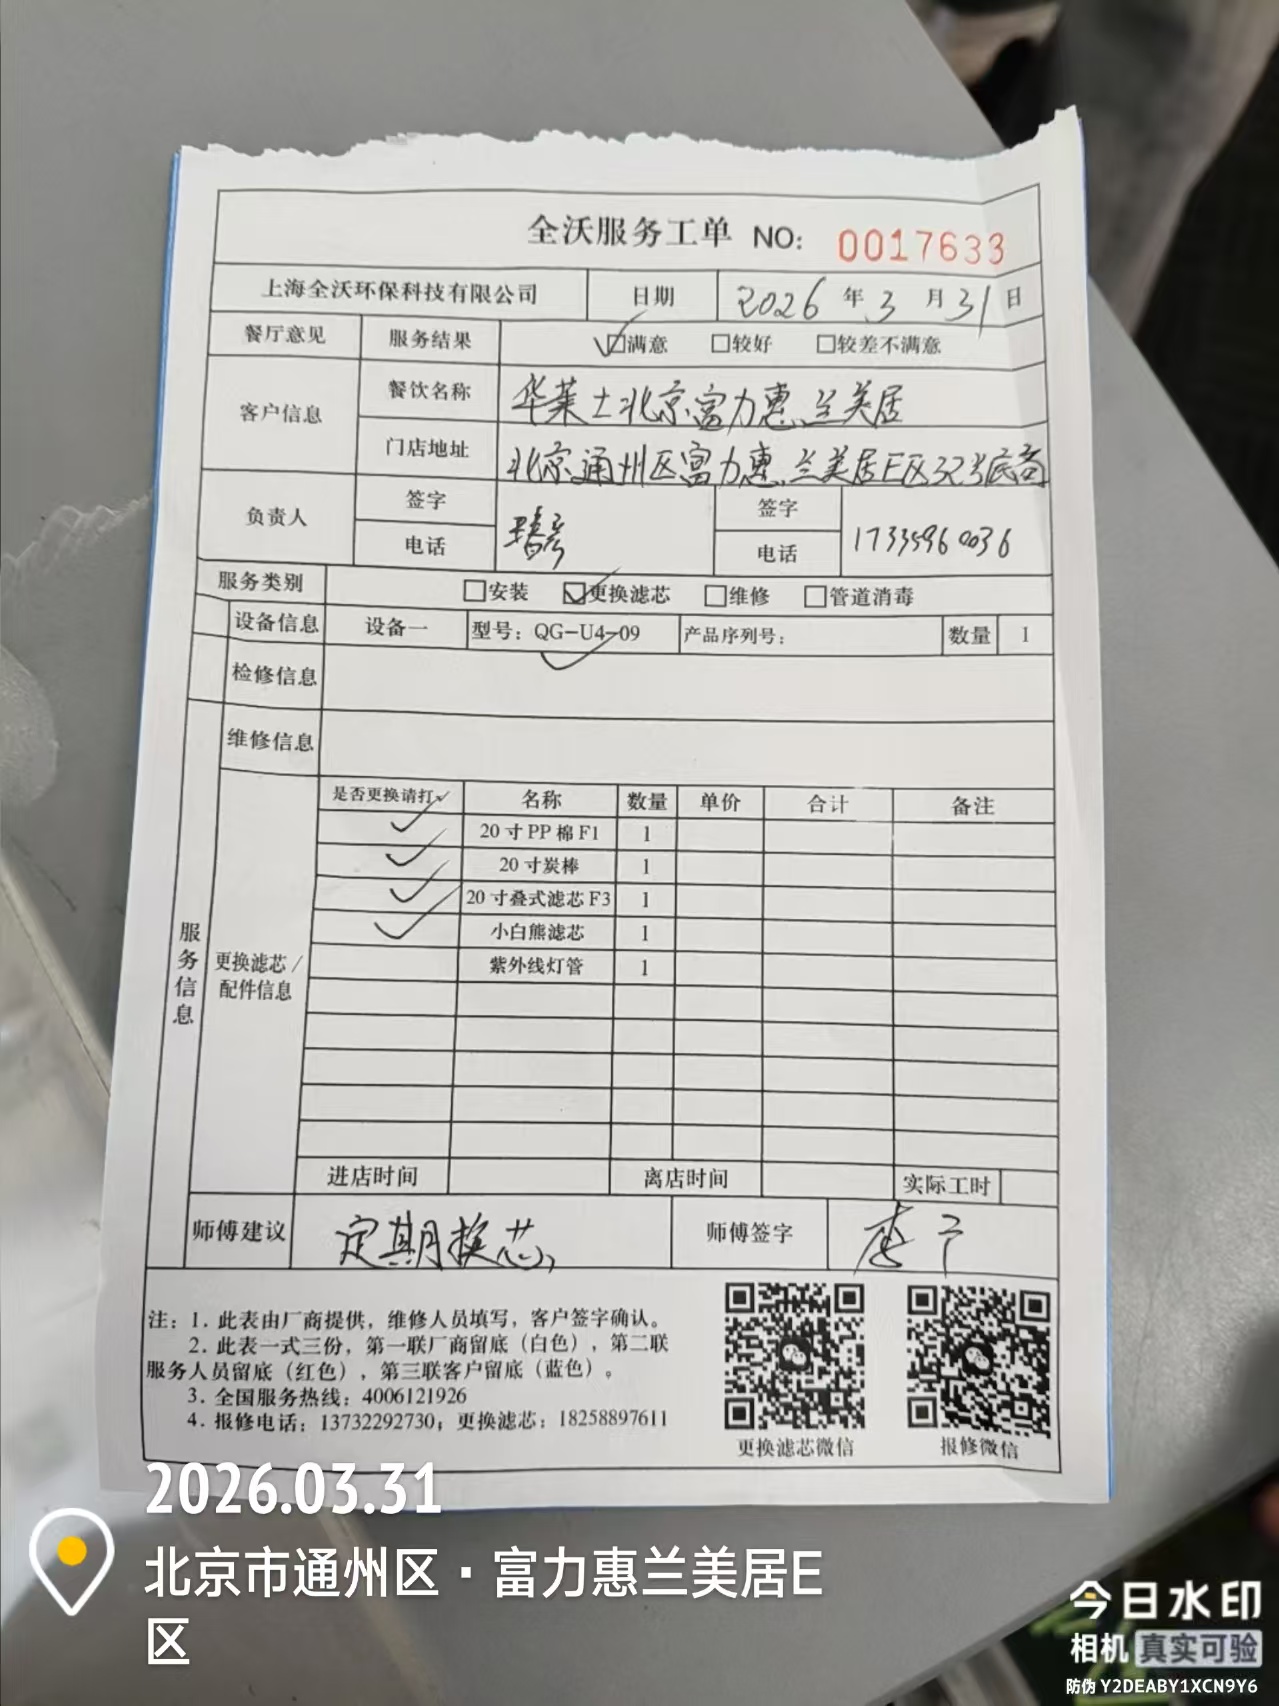 全沃服务工单 NO: 0017633
上海全沃环保科技有限公司 日期 2026 年 3 月 31 日
餐厅意见 服务结果 ☑满意 □较好 □较差不满意
客户信息 餐饮名称 华莱士北京富力惠兰美居
门店地址 北京通州区富力惠兰美居E区32号底商
负责人 签字 签字
电话 电话 17335960036
服务类别 □安装 ☑更换滤芯 □维修 □管道消毒
设备信息 设备一 型号：QG-U4-09 ✓ 产品序列号： 数量 1
检修信息
维修信息
服务信息
更换滤芯/
配件信息
是否更换请打✓ 名称 数量 单价 合计 备注
✓ 20寸PP棉F1 1
✓ 20寸炭棒 1
✓ 20寸叠式滤芯F3 1
✓ 小白熊滤芯 1
紫外线灯管 1
进店时间 离店时间 实际工时
师傅建议 定期换芯, 师傅签字
注：1. 此表由厂商提供，维修人员填写，客户签字确认。
2. 此表一式三份，第一联厂商留底（白色），第二联
服务人员留底（红色），第三联客户留底（蓝色）。
3. 全国服务热线：4006121926
4. 报修电话：13732292730；更换滤芯：18258897611
更换滤芯微信 报修微信
2026.03.31
北京市通州区·富力惠兰美居E
区
今日水印
相机 真实可验
防伪 Y2DEABY1XCN9Y6